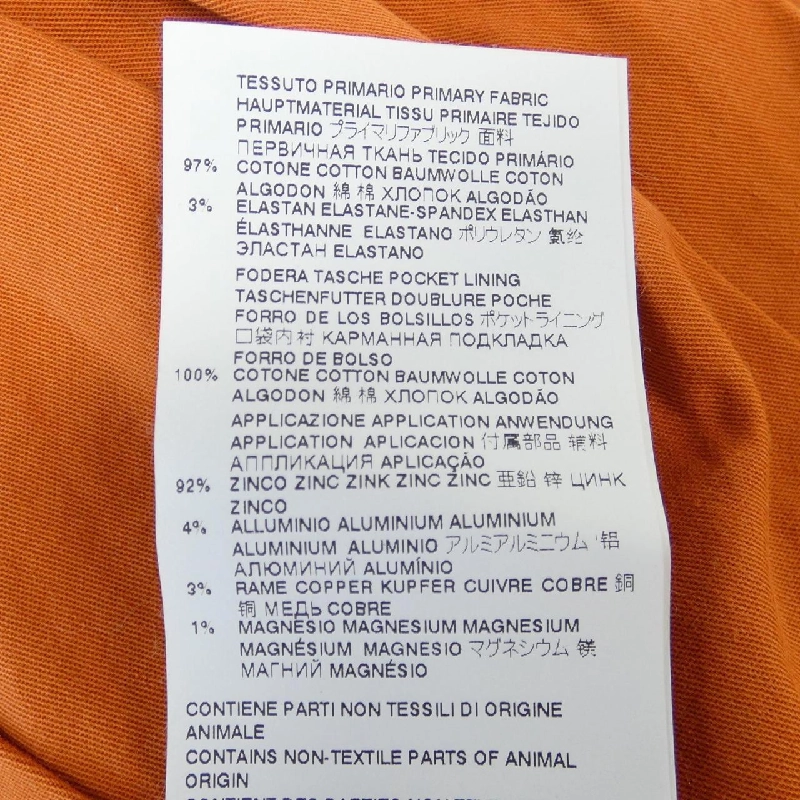 TESSUTO PRIMARIO PRIMARY FABRIC
HAUPTMATERIAL TISSU PRIMAIRE TEJIDO
PRIMARIO プライマリファブリック 面料
ПЕРВИЧНАЯ ТКАНЬ TECIDO PRIMÁRIO
97% COTONE COTTON BAUMWOLLE COTON
ALGODON 綿 棉 ХЛОПОК ALGODÃO
3% ELASTAN ELASTANE-SPANDEX ELASTHAN
ÉLASTHANNE ELASTANO ポリウレタン 氨纶
ЭЛАСТАН ELASTANO
FODERA TASCHE POCKET LINING
TASCHENFUTTER DOUBLURE POCHE
FORRO DE LOS BOLSILLOS ポケットライニング
口袋内衬 КАРМАННАЯ ПОДКЛАДКА
FORRO DE BOLSO
100% COTONE COTTON BAUMWOLLE COTON
ALGODON 綿 棉 ХЛОПОК ALGODÃO
APPLICAZIONE APPLICATION ANWENDUNG
APPLICATION APLICACION 付属部品 辅料
АППЛИКАЦИЯ APLICAÇÃO
92% ZINCO ZINC ZINK ZINC ZINC 亜鉛 锌 ЦИНК
ZINCO
4% ALLUMINIO ALUMINIUM ALUMINIUM
ALUMINIUM ALUMINIO アルミアルミニウム 铝
АЛЮМИНИЙ ALUMÍNIO
3% RAME COPPER KUPFER CUIVRE COBRE 銅
铜 МЕДЬ COBRE
1% MAGNESIO MAGNESIUM MAGNESIUM
MAGNÉSIUM MAGNESIO マグネシウム 镁
МАГНИЙ MAGNÉSIO
CONTIENE PARTI NON TESSILI DI ORIGINE
ANIMALE
CONTAINS NON-TEXTILE PARTS OF ANIMAL
ORIGIN